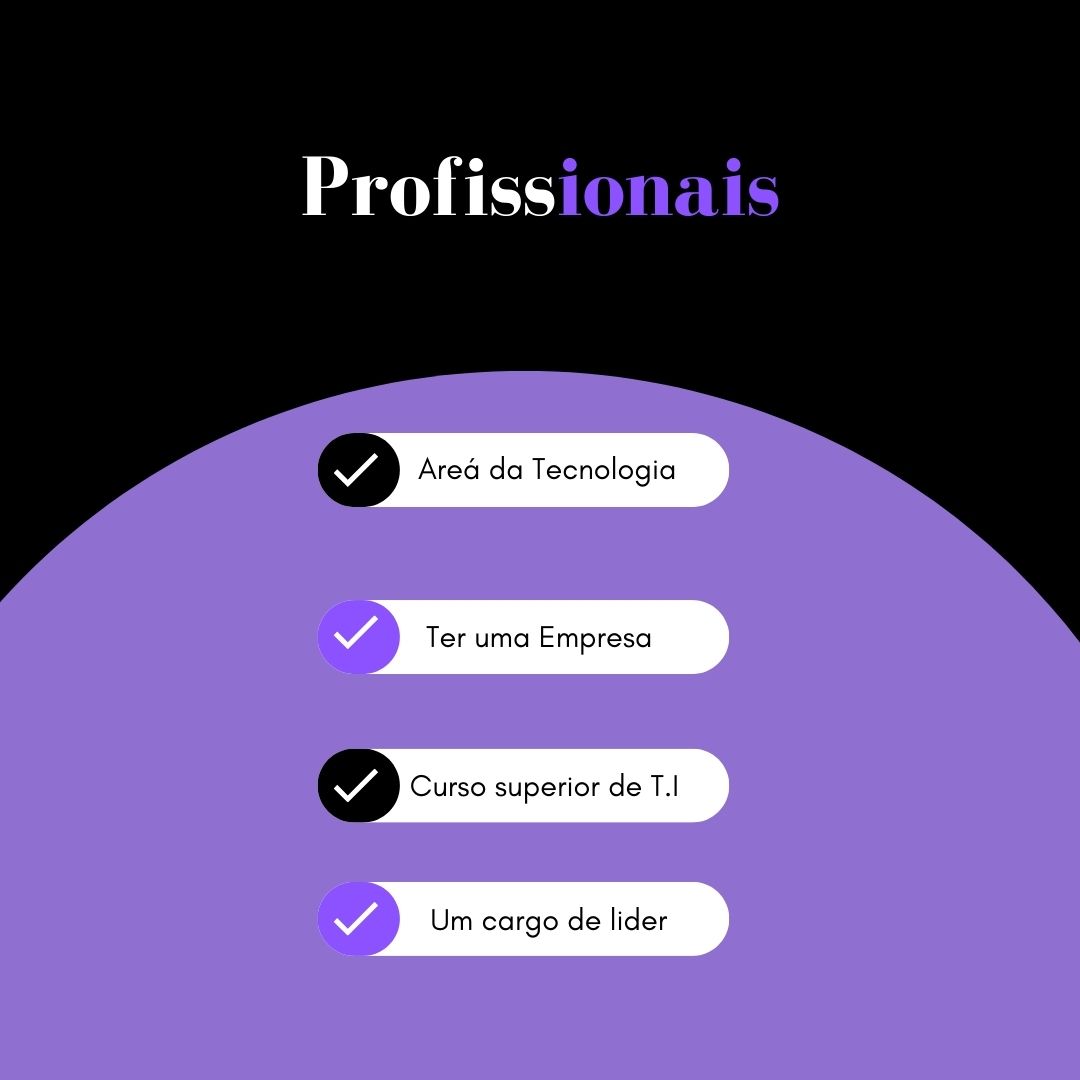 Profissionais
Areá da Tecnologia
Ter uma Empresa
Curso superior de T.I
Um cargo de lider